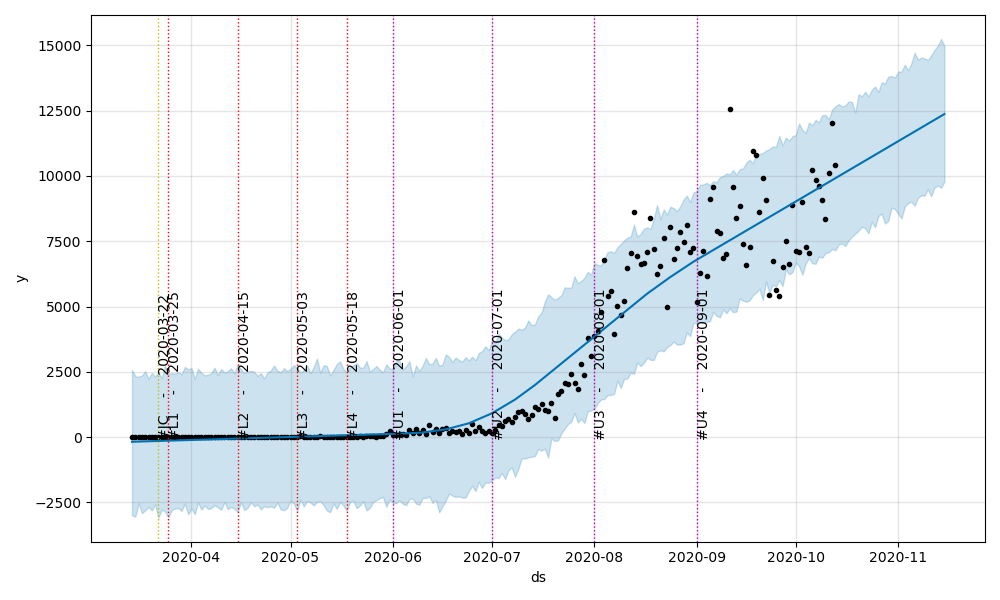 15000
12500
10000
7500
5000
2500
0
−2500
y
#JC - 2020-03-22
#L1 - 2020-03-25
#L2 - 2020-04-15
#L3 - 2020-05-03
#L4 - 2020-05-18
#U1 - 2020-06-01
#U2 - 2020-07-01
#U3 - 2020-08-01
#U4 - 2020-09-01
2020-04 2020-05 2020-06 2020-07 2020-08 2020-09 2020-10 2020-11
ds